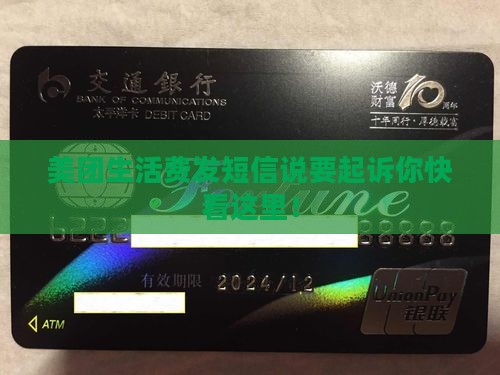 交通銀行
BANK OF COMMUNICATIONS
太平洋卡 DEBIT CARD
沃德
财富
10
周年
十年同行·厚德载富
美团生活费发短信说要起诉你快
看这里!
Fortune
6222
88888
有效期限 2024/12
ATM
UnionPay
银联